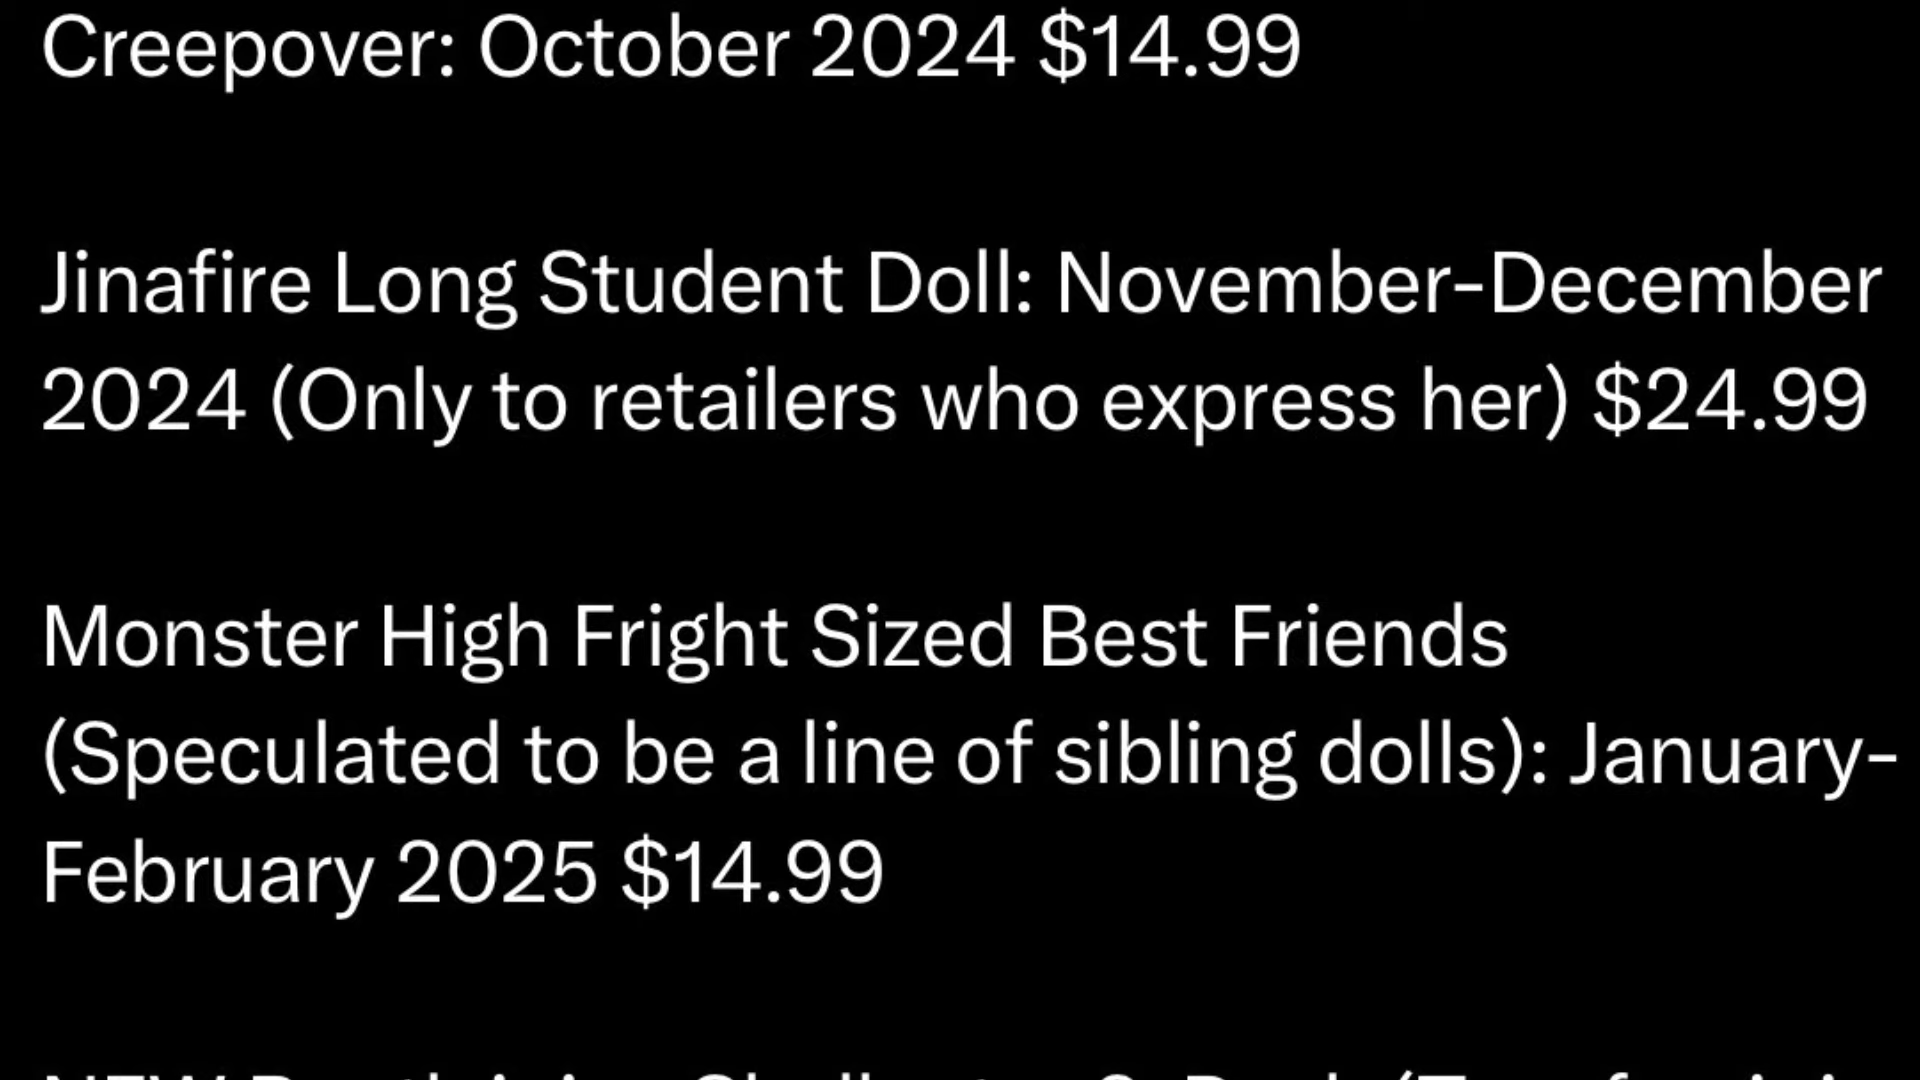 Creepover: October 2024 $14.99
Jinafire Long Student Doll: November-December
2024 (Only to retailers who express her) $24.99
Monster High Fright Sized Best Friends
(Speculated to be a line of sibling dolls): January-
February 2025 $14.99